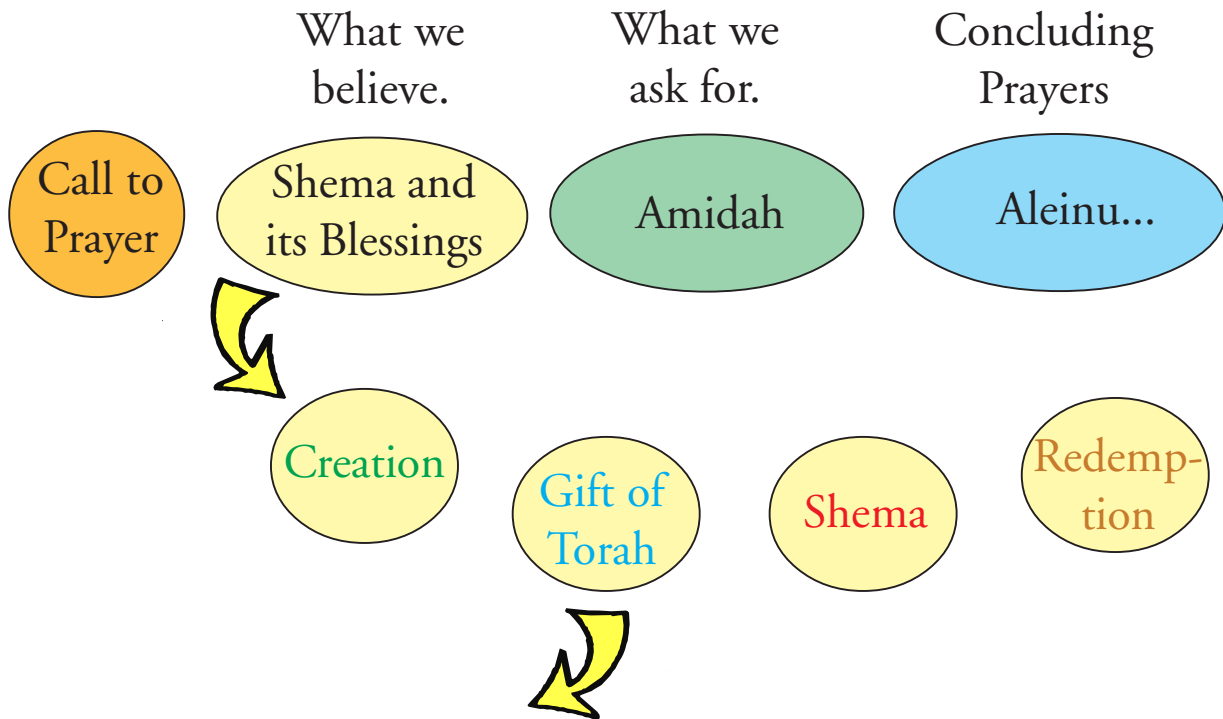 What we
believe.
What we
ask for.
Concluding
Prayers
Call to
Prayer
Shema and
its Blessings
Amidah
Aleinu...
Creation
Gift of
Torah
Shema
Redemp-
tion